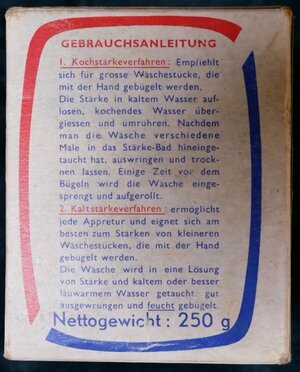 GEBRAUCHSANLEITUNG
1. Kochstärkeverfahren: Empfiehlt
sich für grosse Wäschestücke, die
mit der Hand gebügelt werden.
Die Stärke in kaltem Wasser auf-
lösen, kochendes Wasser über-
giessen und umrühren. Nachdem
man die Wäsche verschiedene
Male in das Stärke-Bad hineinge-
taucht hat, auswringen und trock-
nen lassen. Einige Zeit vor dem
Bügeln wird die Wäsche einge-
sprengt und aufgerollt.
2. Kaltstärkeverfahren: ermöglicht
jede Appretur und eignet sich am
besten zum Stärken von kleineren
Wäschestücken, die mit der Hand
gebügelt werden.
Die Wäsche wird in eine Lösung
von Stärke und kaltem oder besser
lauwarmem Wasser getaucht gut
ausgewrungen und feucht gebügelt.
Nettogewicht: 250 g